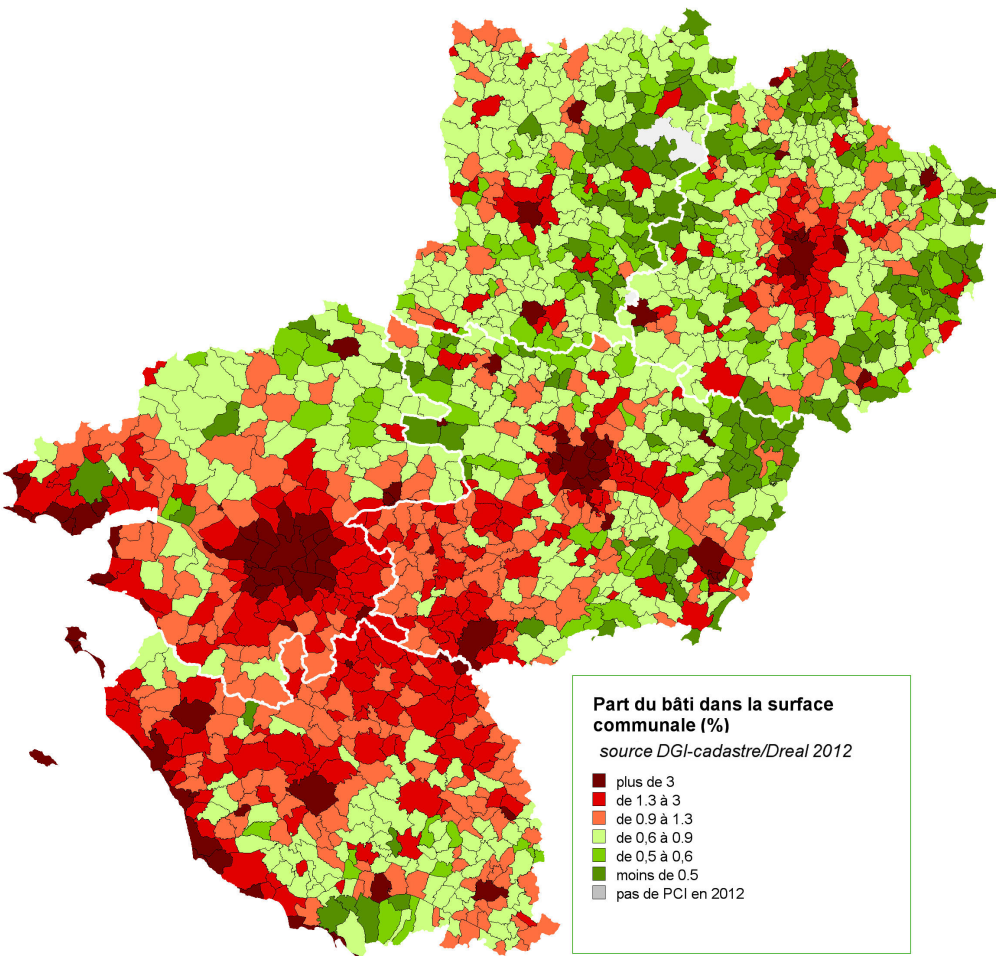 Part du bâti dans la surface
communale (%)
source DGI-cadastre/Dreal 2012
plus de 3
de 1.3 à 3
de 0.9 à 1.3
de 0,6 à 0.9
de 0,5 à 0,6
moins de 0.5
pas de PCI en 2012